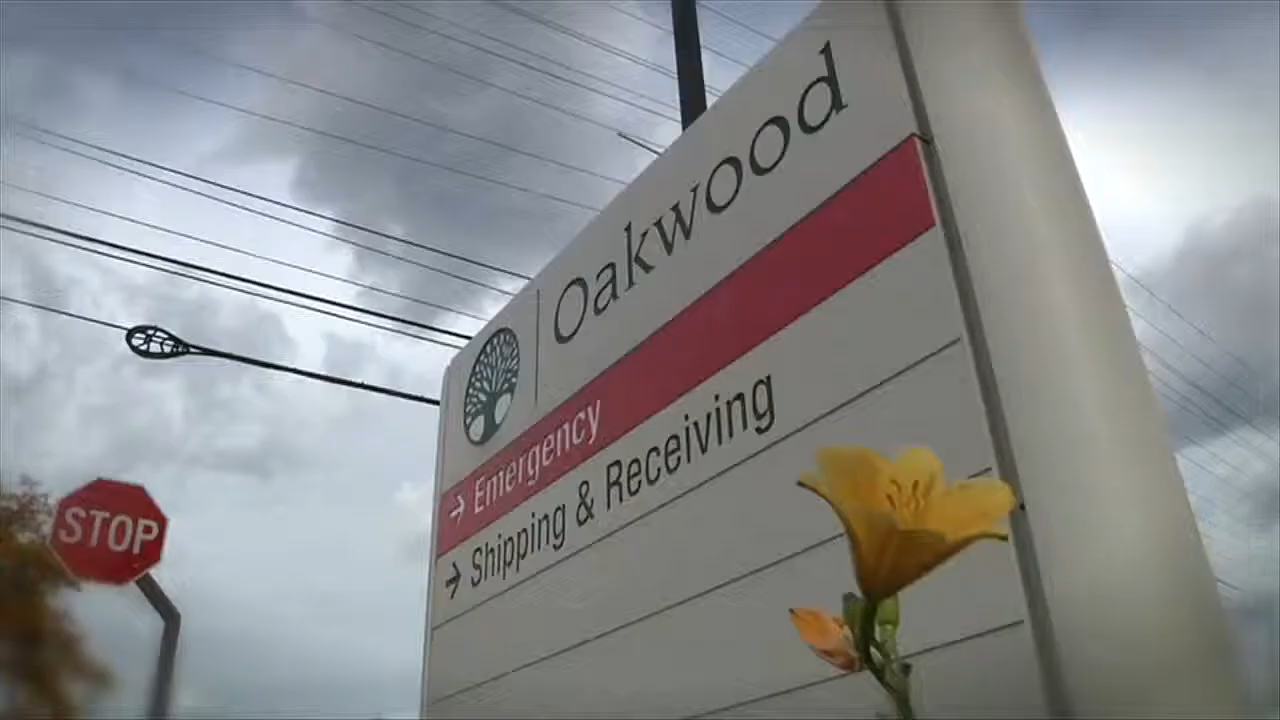 Oakwood
→ Emergency
→ Shipping & Receiving
STOP